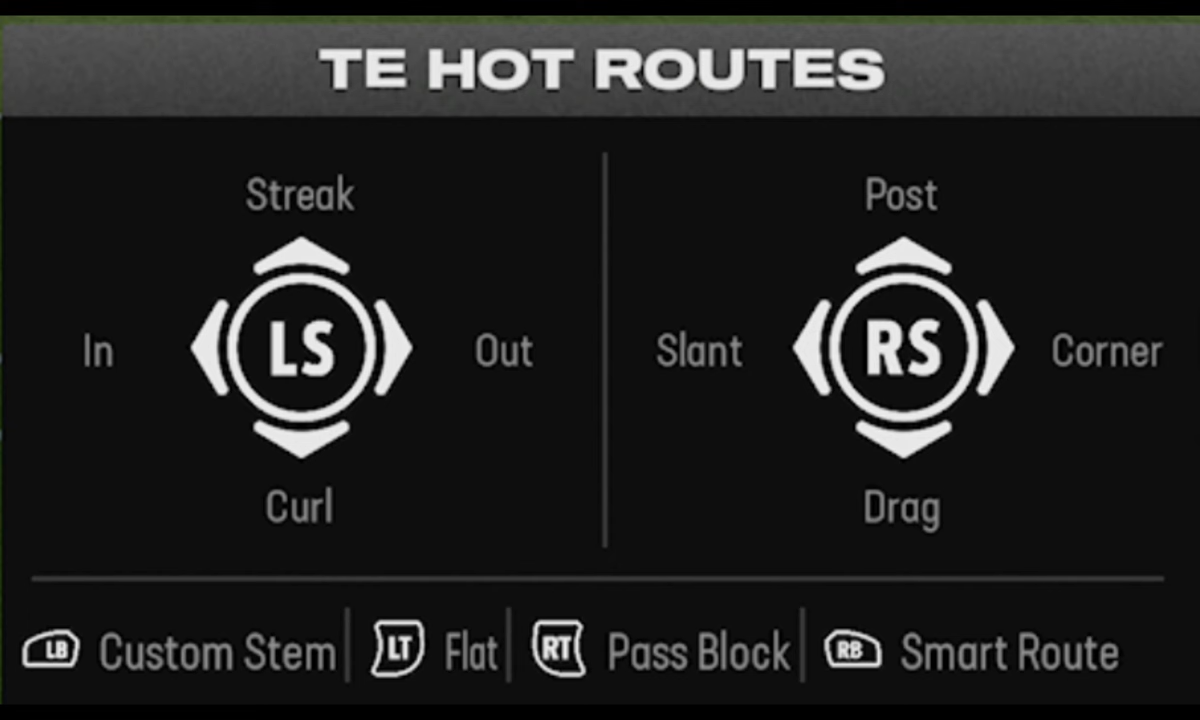 TE HOT ROUTES
Streak
Post
In
LS
Out
Slant
RS
Corner
Curl
Drag
LB Custom Stem
LT Flat
RT Pass Block
RB Smart Route